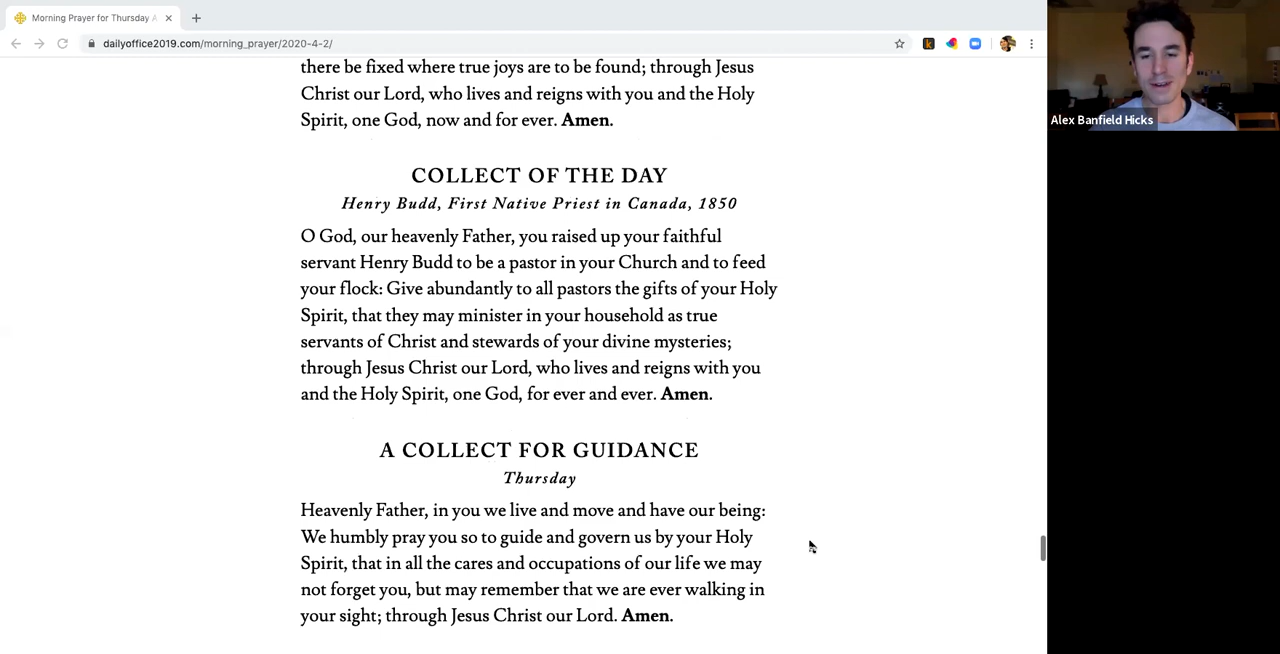 Morning Prayer for Thursday A
dailyoffice2019.com/morning_prayer/2020-4-2/
there be fixed where true joys are to be found; through Jesus
Christ our Lord, who lives and reigns with you and the Holy
Spirit, one God, now and for ever. Amen.
COLLECT OF THE DAY
Henry Budd, First Native Priest in Canada, 1850
O God, our heavenly Father, you raised up your faithful
servant Henry Budd to be a pastor in your Church and to feed
your flock: Give abundantly to all pastors the gifts of your Holy
Spirit, that they may minister in your household as true
servants of Christ and stewards of your divine mysteries;
through Jesus Christ our Lord, who lives and reigns with you
and the Holy Spirit, one God, for ever and ever. Amen.
A COLLECT FOR GUIDANCE
Thursday
Heavenly Father, in you we live and move and have our being:
We humbly pray you so to guide and govern us by your Holy
Spirit, that in all the cares and occupations of our life we may
not forget you, but may remember that we are ever walking in
your sight; through Jesus Christ our Lord. Amen.
k
Alex Banfield Hicks